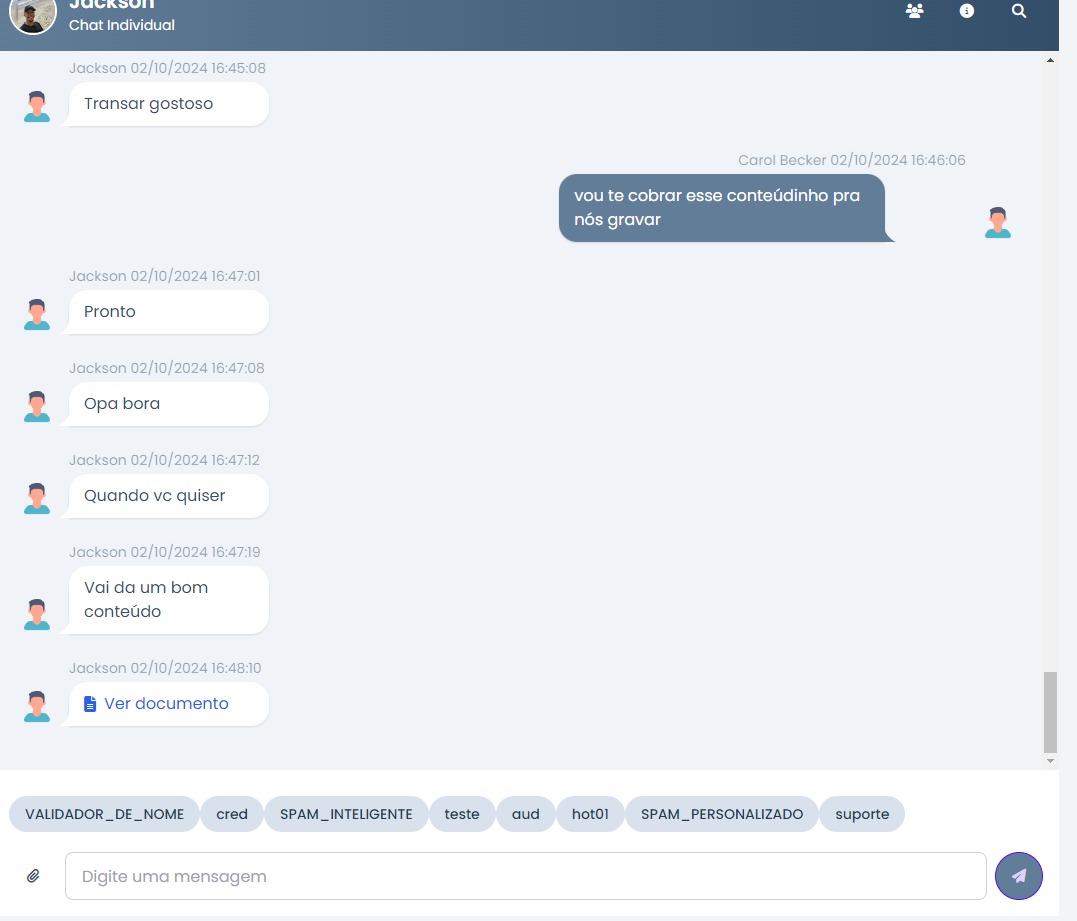 Jackson
Chat Individual
Jackson 02/10/2024 16:45:08
Transar gostoso
Carol Becker 02/10/2024 16:46:06
vou te cobrar esse conteúdinho pra
nós gravar
Jackson 02/10/2024 16:47:01
Pronto
Jackson 02/10/2024 16:47:08
Opa bora
Jackson 02/10/2024 16:47:12
Quando vc quiser
Jackson 02/10/2024 16:47:19
Vai da um bom
conteúdo
Jackson 02/10/2024 16:48:10
Ver documento
VALIDADOR_DE_NOME cred SPAM_INTELIGENTE teste aud hot01 SPAM_PERSONALIZADO suporte
Digite uma mensagem